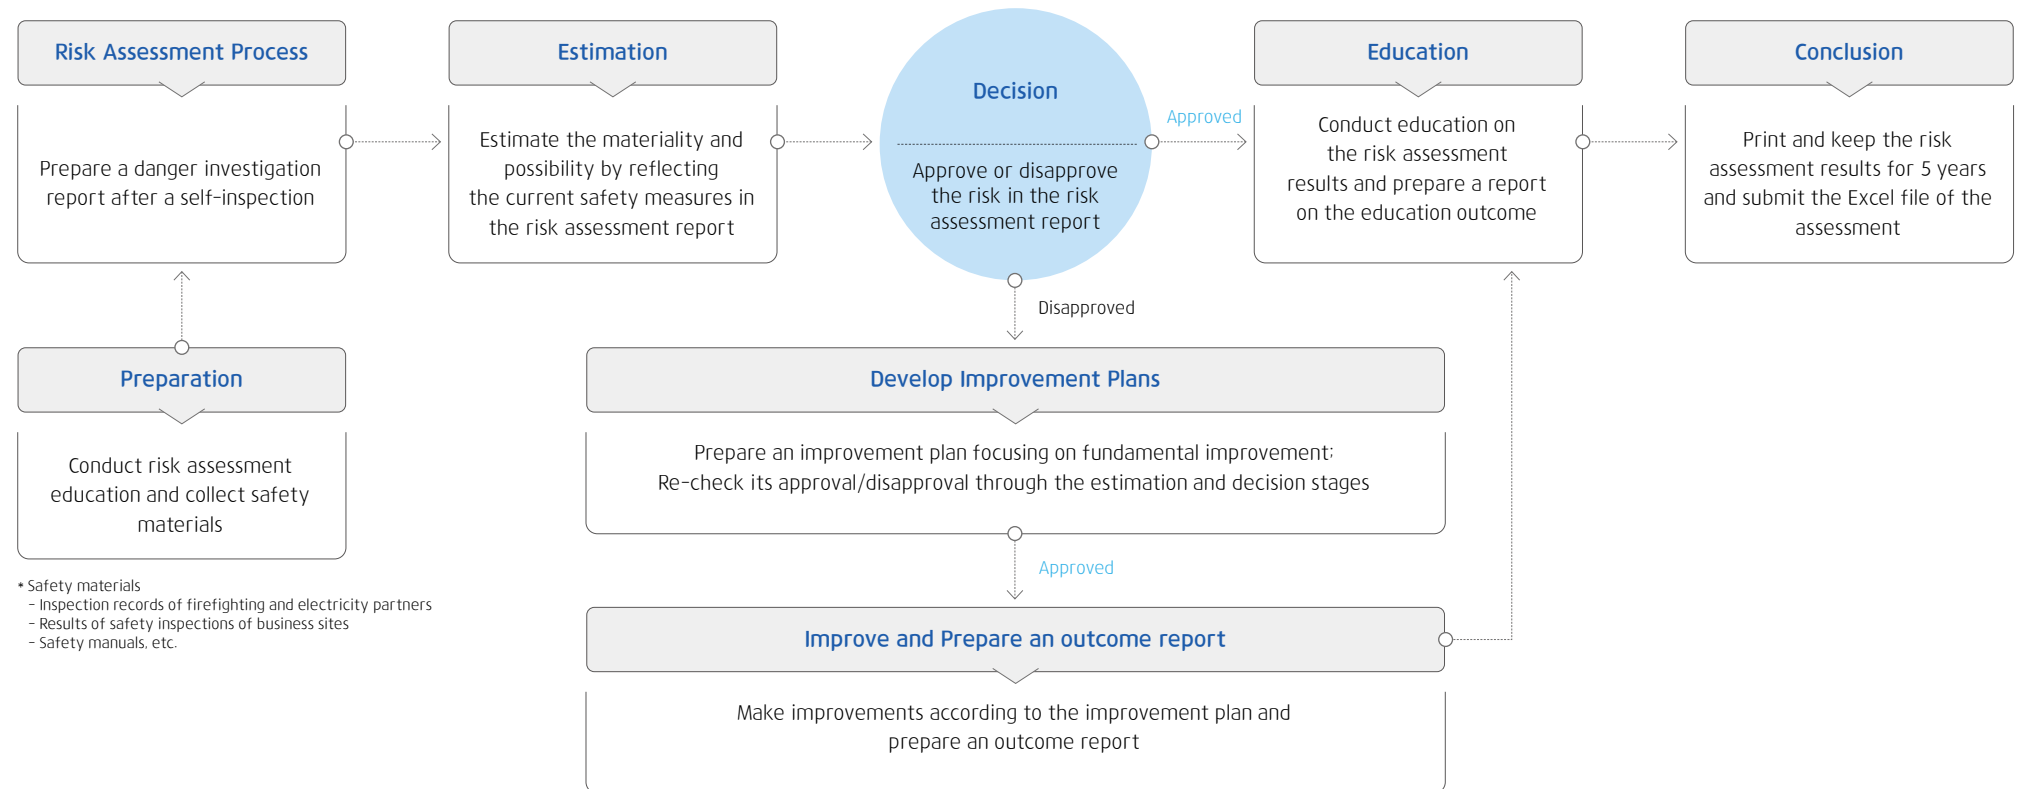 Risk Assessment Process
Prepare a danger investigation
report after a self-inspection
Estimation
Estimate the materiality and
possibility by reflecting
the current safety measures in
the risk assessment report
Decision
Approve or disapprove
the risk in the risk
assessment report
Approved
Education
Conduct education on
the risk assessment
results and prepare a report
on the education outcome
Conclusion
Print and keep the risk
assessment results for 5 years
and submit the Excel file of the
assessment
Disapproved
Preparation
Conduct risk assessment
education and collect safety
materials
* Safety materials
- Inspection records of firefighting and electricity partners
- Results of safety inspections of business sites
- Safety manuals, etc.
Develop Improvement Plans
Prepare an improvement plan focusing on fundamental improvement;
Re-check its approval/disapproval through the estimation and decision stages
Approved
Improve and Prepare an outcome report
Make improvements according to the improvement plan and
prepare an outcome report